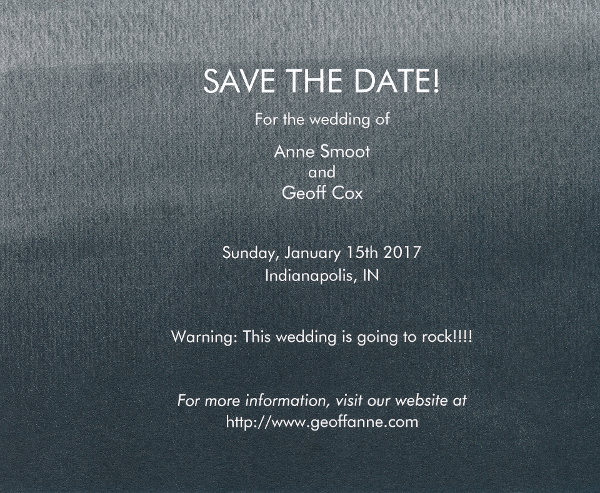 SAVE THE DATE!
For the wedding of
Anne Smoot
and
Geoff Cox
Sunday, January 15th 2017
Indianapolis, IN
Warning: This wedding is going to rock!!!!
For more information, visit our website at
http://www.geoffanne.com